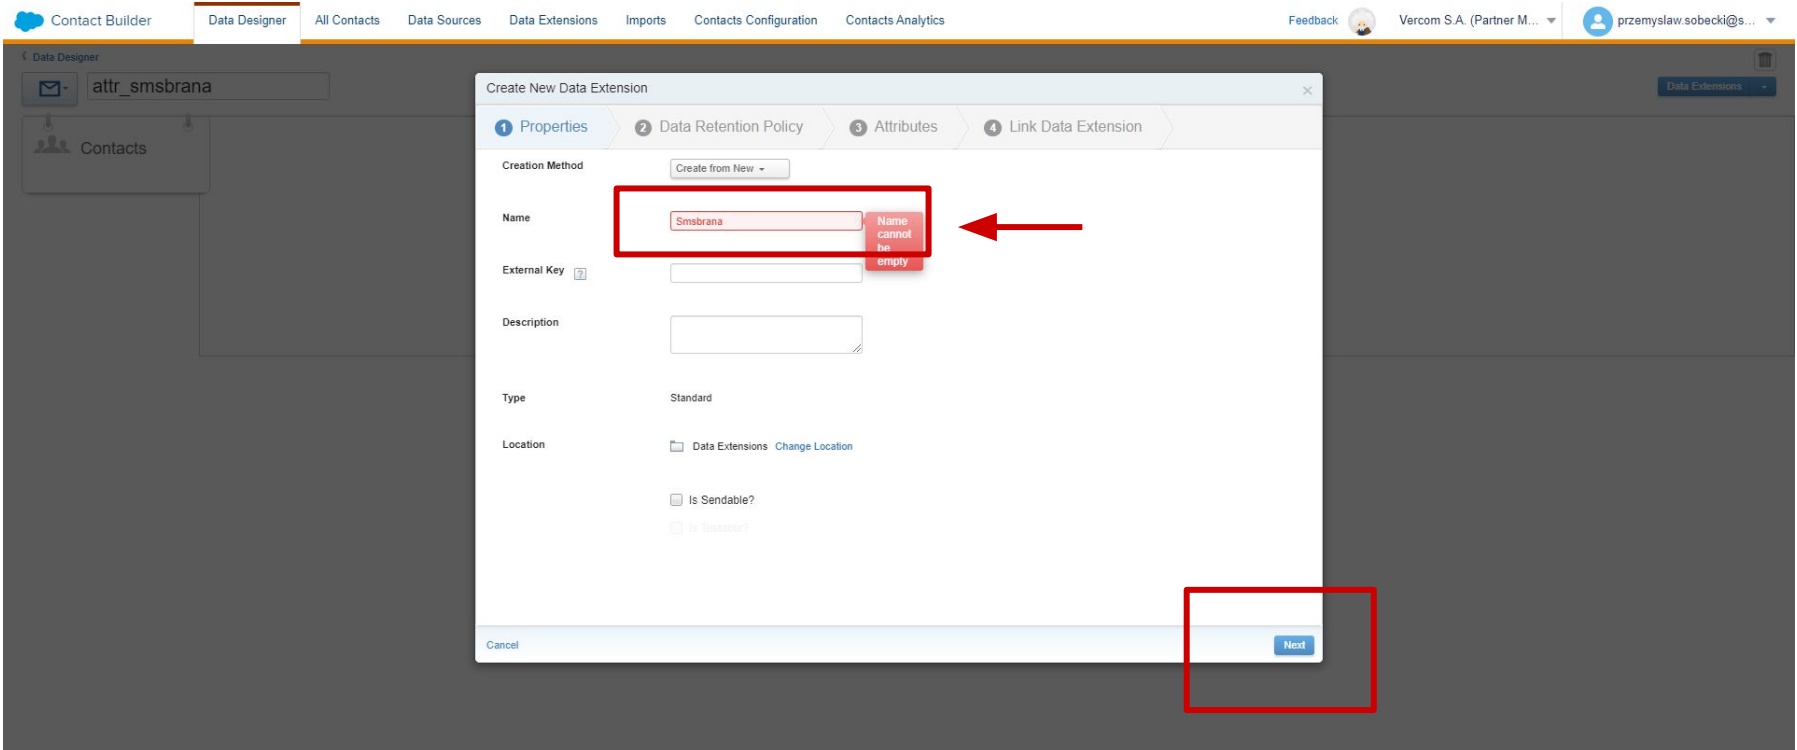 Contact Builder
Data Designer
All Contacts
Data Sources
Data Extensions
Imports
Contacts Configuration
Contacts Analytics
Feedback
Vercom S.A. (Partner M...
przemyslaw.sobecki@s...
Data Designer
attr_smsbrana
Data Extensions
Contacts
Create New Data Extension
1 Properties
2 Data Retention Policy
3 Attributes
4 Link Data Extension
Creation Method
Create from New
Name
Smsbrana
Name
cannot
be
empty
External Key ?
Description
Type
Standard
Location
Data Extensions Change Location
Is Sendable?
Is Testable?
Cancel
Next